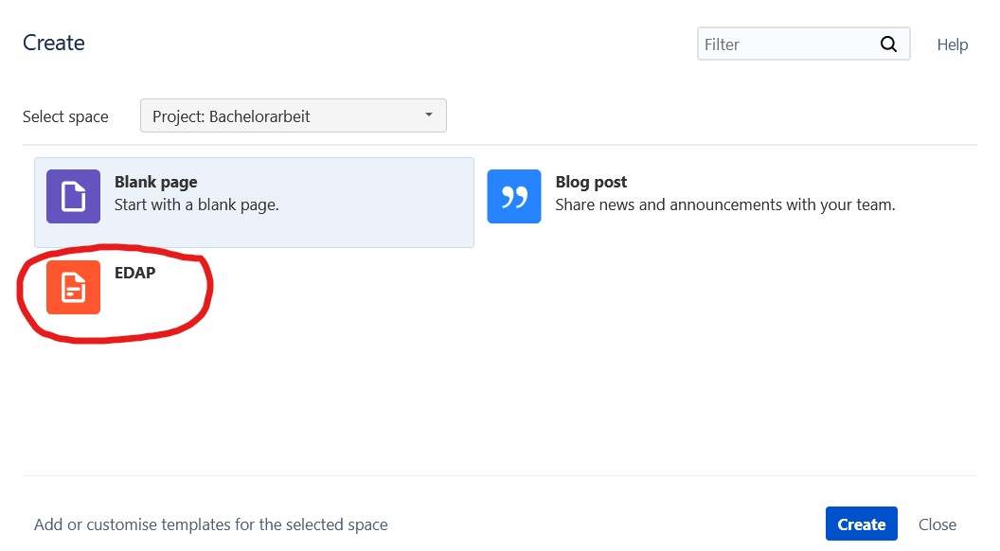 Create
Filter
Help
Select space
Project: Bachelorarbeit
Blank page
Start with a blank page.
Blog post
Share news and announcements with your team.
EDAP
Add or customise templates for the selected space
Create
Close